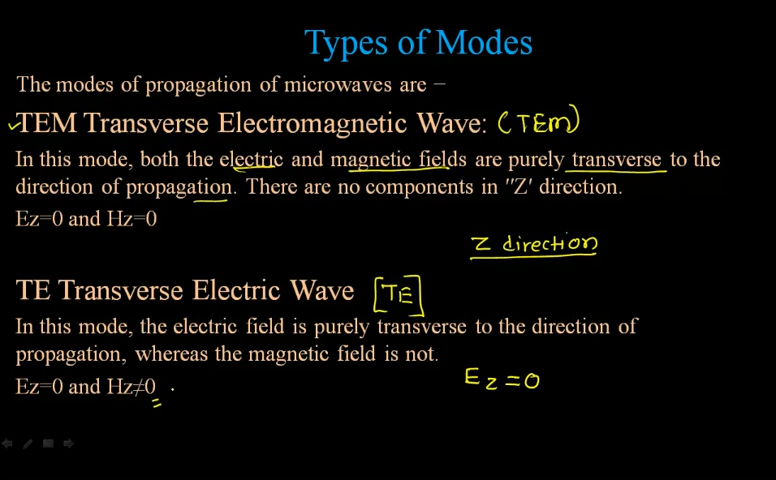 Types of Modes
The modes of propagation of microwaves are −
TEM Transverse Electromagnetic Wave: (TEM)
In this mode, both the electric and magnetic fields are purely transverse to the
direction of propagation. There are no components in "Z' direction.
Ez=0 and Hz=0
Z direction
TE Transverse Electric Wave [TE]
In this mode, the electric field is purely transverse to the direction of
propagation, whereas the magnetic field is not.
Ez=0 and Hz≠0
Ez=0